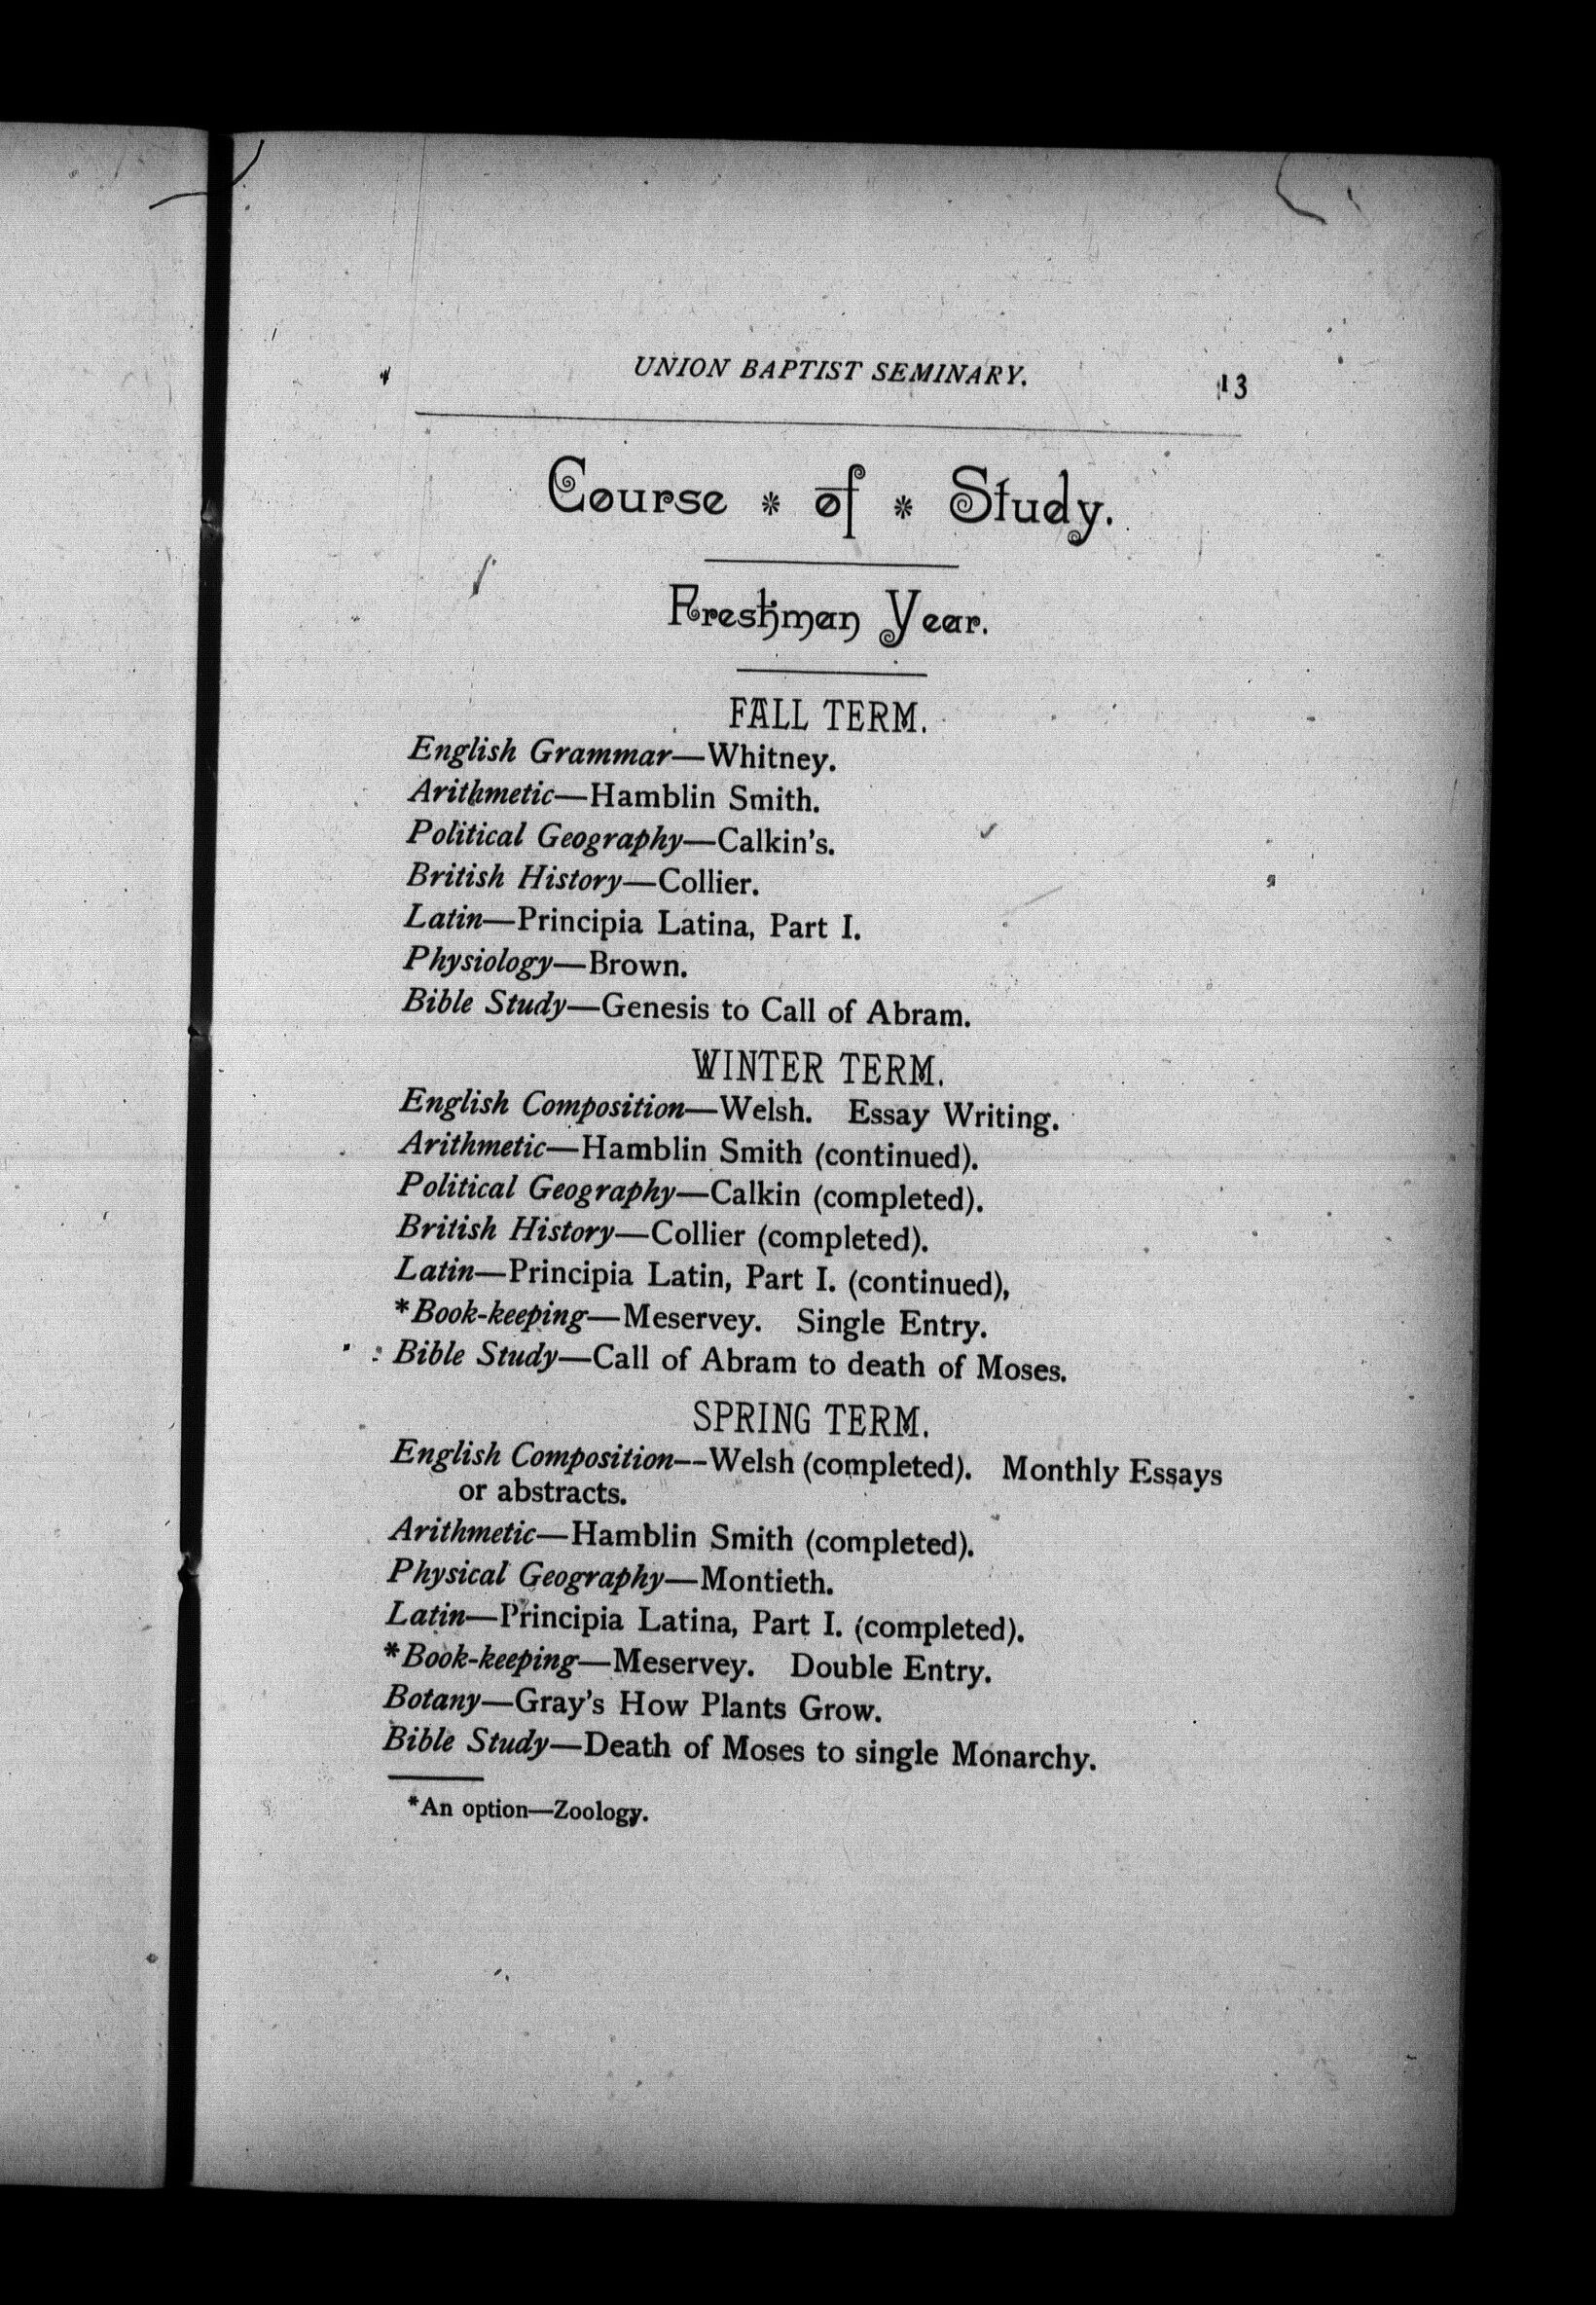 UNION BAPTIST SEMINARY. 13
Course * of * Study.
Freshman Year.
FALL TERM.
English Grammar—Whitney.
Arithmetic—Hamblin Smith.
Political Geography—Calkin's.
British History—Collier.
Latin—Principia Latina, Part I.
Physiology—Brown.
Bible Study—Genesis to Call of Abram.
WINTER TERM.
English Composition—Welsh. Essay Writing.
Arithmetic—Hamblin Smith (continued).
Political Geography—Calkin (completed).
British History—Collier (completed).
Latin—Principia Latin, Part I. (continued),
*Book-keeping—Meservey. Single Entry.
Bible Study—Call of Abram to death of Moses.
SPRING TERM.
English Composition--Welsh (completed). Monthly Essays
or abstracts.
Arithmetic—Hamblin Smith (completed).
Physical Geography—Montieth.
Latin—Principia Latina, Part I. (completed).
*Book-keeping—Meservey. Double Entry.
Botany—Gray's How Plants Grow.
Bible Study—Death of Moses to single Monarchy.
*An option—Zoology.